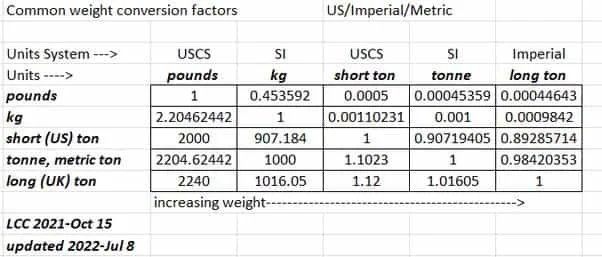 Common weight conversion factors US/Imperial/Metric
Units System ---> USCS SI USCS SI Imperial
Units ----> pounds kg short ton tonne long ton
pounds 1 0.453592 0.0005 0.00045359 0.00044643
kg 2.20462442 1 0.00110231 0.001 0.0009842
short (US) ton 2000 907.184 1 0.90719405 0.89285714
tonne, metric ton 2204.62442 1000 1.1023 1 0.98420353
long (UK) ton 2240 1016.05 1.12 1.01605 1
increasing weight-------------------------------------------------->
LCC 2021-Oct 15
updated 2022-Jul 8